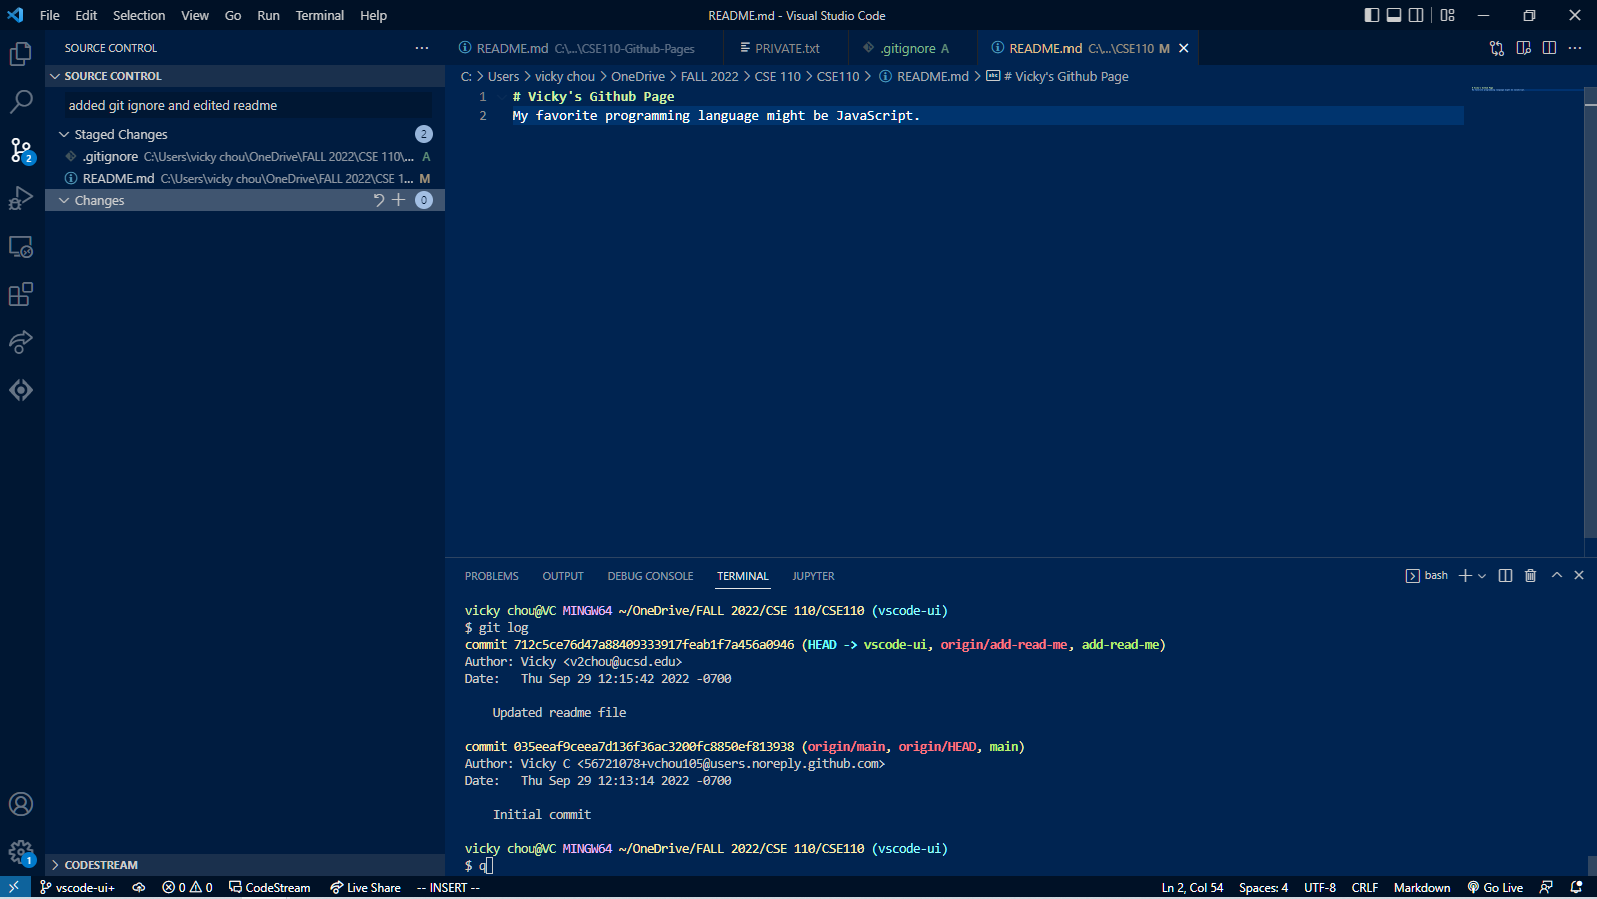 File Edit Selection View Go Run Terminal Help README.md - Visual Studio Code
SOURCE CONTROL
SOURCE CONTROL
added git ignore and edited readme
Staged Changes 2
.gitignore C:\Users\vicky chou\OneDrive\FALL 2022\CSE 110\... A
README.md C:\Users\vicky chou\OneDrive\FALL 2022\CSE 1... M
Changes 0
2
1
CODESTREAM
README.md C:\...\CSE110-Github-Pages PRIVATE.txt .gitignore A README.md C:\...\CSE110 M
C: > Users > vicky chou > OneDrive > FALL 2022 > CSE 110 > CSE110 > README.md > # Vicky's Github Page
1 # Vicky's Github Page
2 My favorite programming language might be JavaScript.
PROBLEMS OUTPUT DEBUG CONSOLE TERMINAL JUPYTER bash
vicky chou@VC MINGW64 ~/OneDrive/FALL 2022/CSE 110/CSE110 (vscode-ui)
$ git log
commit 712c5ce76d47a88409333917feab1f7a456a0946 (HEAD -> vscode-ui, origin/add-read-me, add-read-me)
Author: Vicky <v2chou@ucsd.edu>
Date:   Thu Sep 29 12:15:42 2022 -0700
Updated readme file
commit 035eeaf9ceea7d136f36ac3200fc8850ef813938 (origin/main, origin/HEAD, main)
Author: Vicky C <56721078+vchou105@users.noreply.github.com>
Date:   Thu Sep 29 12:13:14 2022 -0700
Initial commit
vicky chou@VC MINGW64 ~/OneDrive/FALL 2022/CSE 110/CSE110 (vscode-ui)
$ q
vscode-ui+ 0 0 CodeStream Live Share -- INSERT -- Ln 2, Col 54 Spaces: 4 UTF-8 CRLF Markdown Go Live